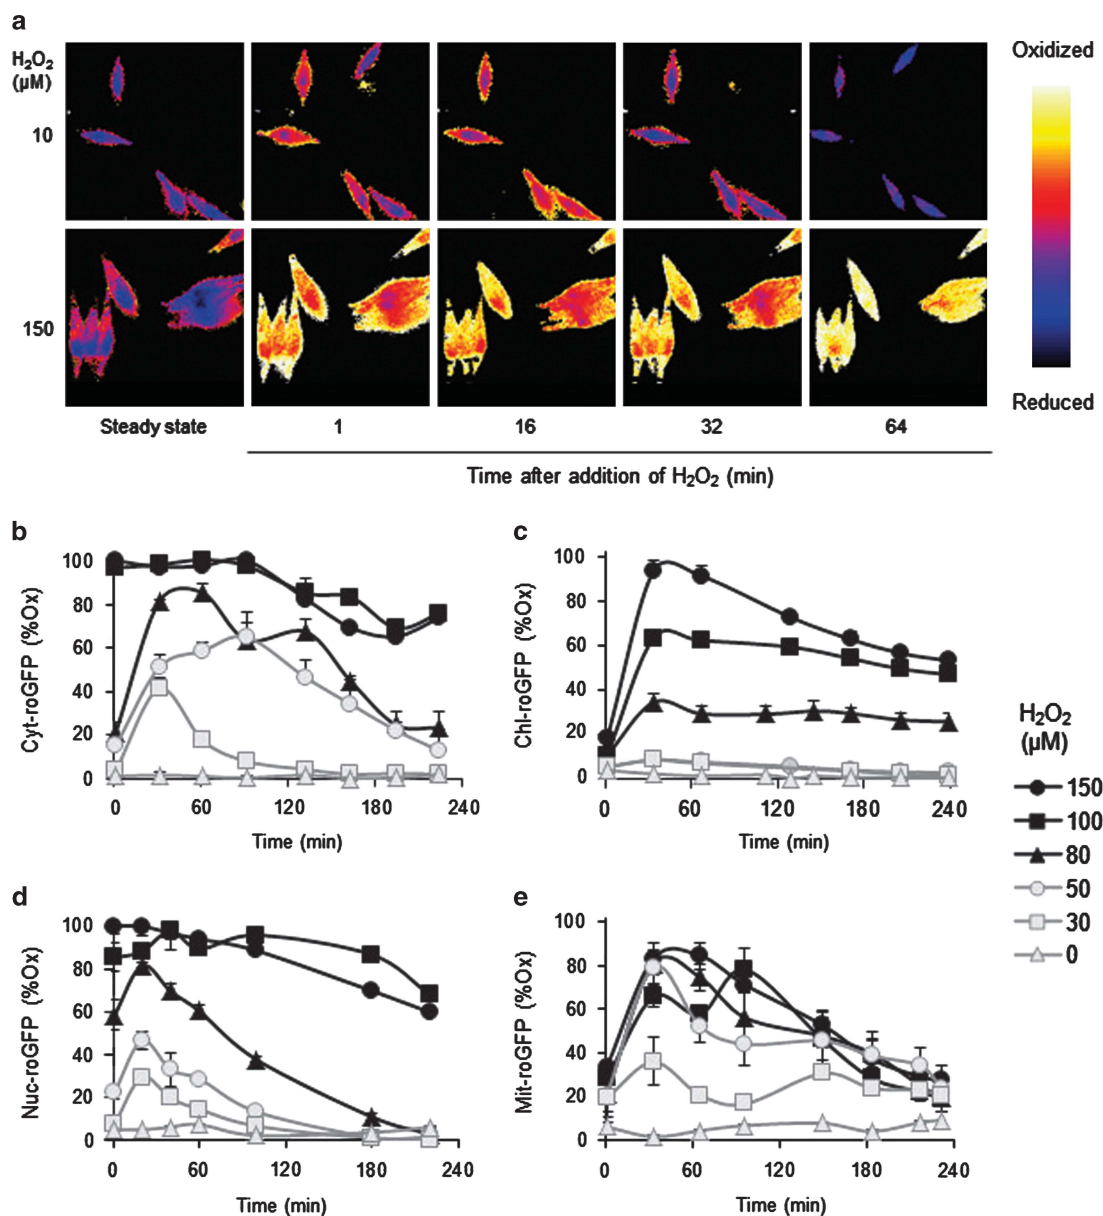 a
H₂O₂
(µM)
10
150
Oxidized
Reduced
Steady state 1 16 32 64
Time after addition of H₂O₂ (min)
b
Cyt-roGFP (%Ox)
100
80
60
40
20
0
0 60 120 180 240
Time (min)
c
Chl-roGFP (%Ox)
100
80
60
40
20
0
0 60 120 180 240
Time (min)
d
Nuc-roGFP (%Ox)
100
80
60
40
20
0
0 60 120 180 240
Time (min)
e
Mit-roGFP (%Ox)
100
80
60
40
20
0
0 60 120 180 240
Time (min)
H₂O₂
(µM)
150
100
80
50
30
0